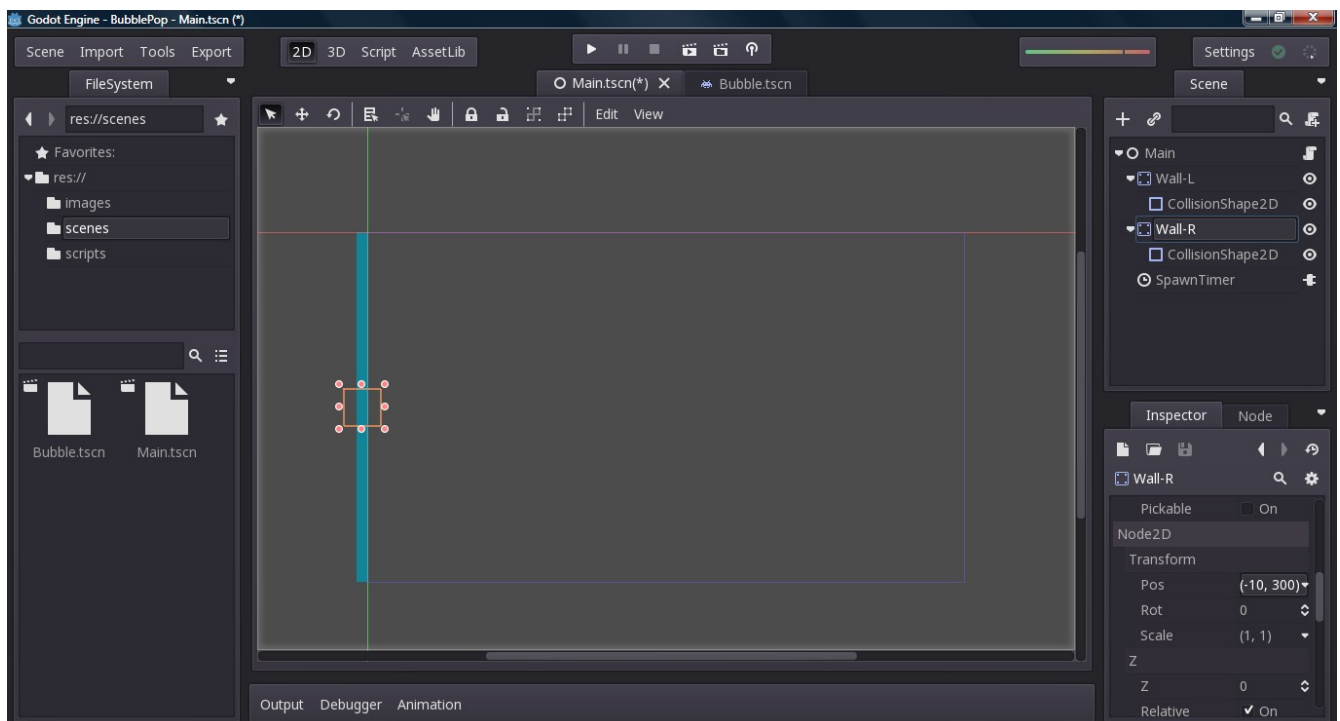 Godot Engine - BubblePop - Main.tscn (*)
Scene Import Tools Export 2D 3D Script AssetLib Settings
FileSystem Main.tscn(*) X Bubble.tscn Scene
res://scenes Edit View
Favorites:
res://
images
scenes
scripts
Bubble.tscn Main.tscn
Main
Wall-L
CollisionShape2D
Wall-R
CollisionShape2D
SpawnTimer
Inspector Node
Wall-R
Pickable On
Node2D
Transform
Pos (-10, 300)
Rot 0
Scale (1, 1)
Z
Z 0
Relative On
Output Debugger Animation